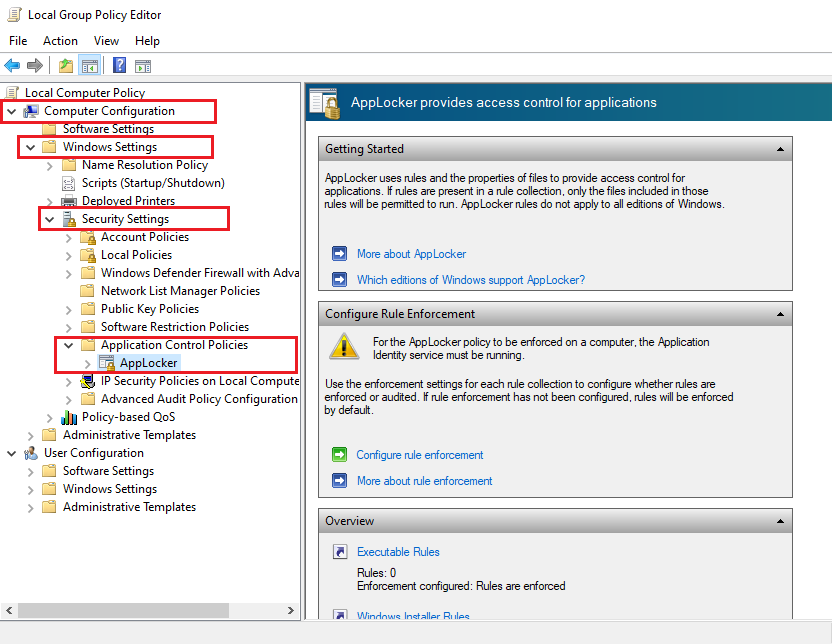 Local Group Policy Editor
File Action View Help
Local Computer Policy
Computer Configuration
Software Settings
Windows Settings
Name Resolution Policy
Scripts (Startup/Shutdown)
Deployed Printers
Security Settings
Account Policies
Local Policies
Windows Defender Firewall with Adva
Network List Manager Policies
Public Key Policies
Software Restriction Policies
Application Control Policies
AppLocker
IP Security Policies on Local Compute
Advanced Audit Policy Configuration
Policy-based QoS
Administrative Templates
User Configuration
Software Settings
Windows Settings
Administrative Templates
AppLocker provides access control for applications
Getting Started
AppLocker uses rules and the properties of files to provide access control for
applications. If rules are present in a rule collection, only the files included in those
rules will be permitted to run. AppLocker rules do not apply to all editions of Windows.
More about AppLocker
Which editions of Windows support AppLocker?
Configure Rule Enforcement
For the AppLocker policy to be enforced on a computer, the Application
Identity service must be running.
Use the enforcement settings for each rule collection to configure whether rules are
enforced or audited. If rule enforcement has not been configured, rules will be enforced
by default.
Configure rule enforcement
More about rule enforcement
Overview
Executable Rules
Rules: 0
Enforcement configured: Rules are enforced
Windows Installer Rules